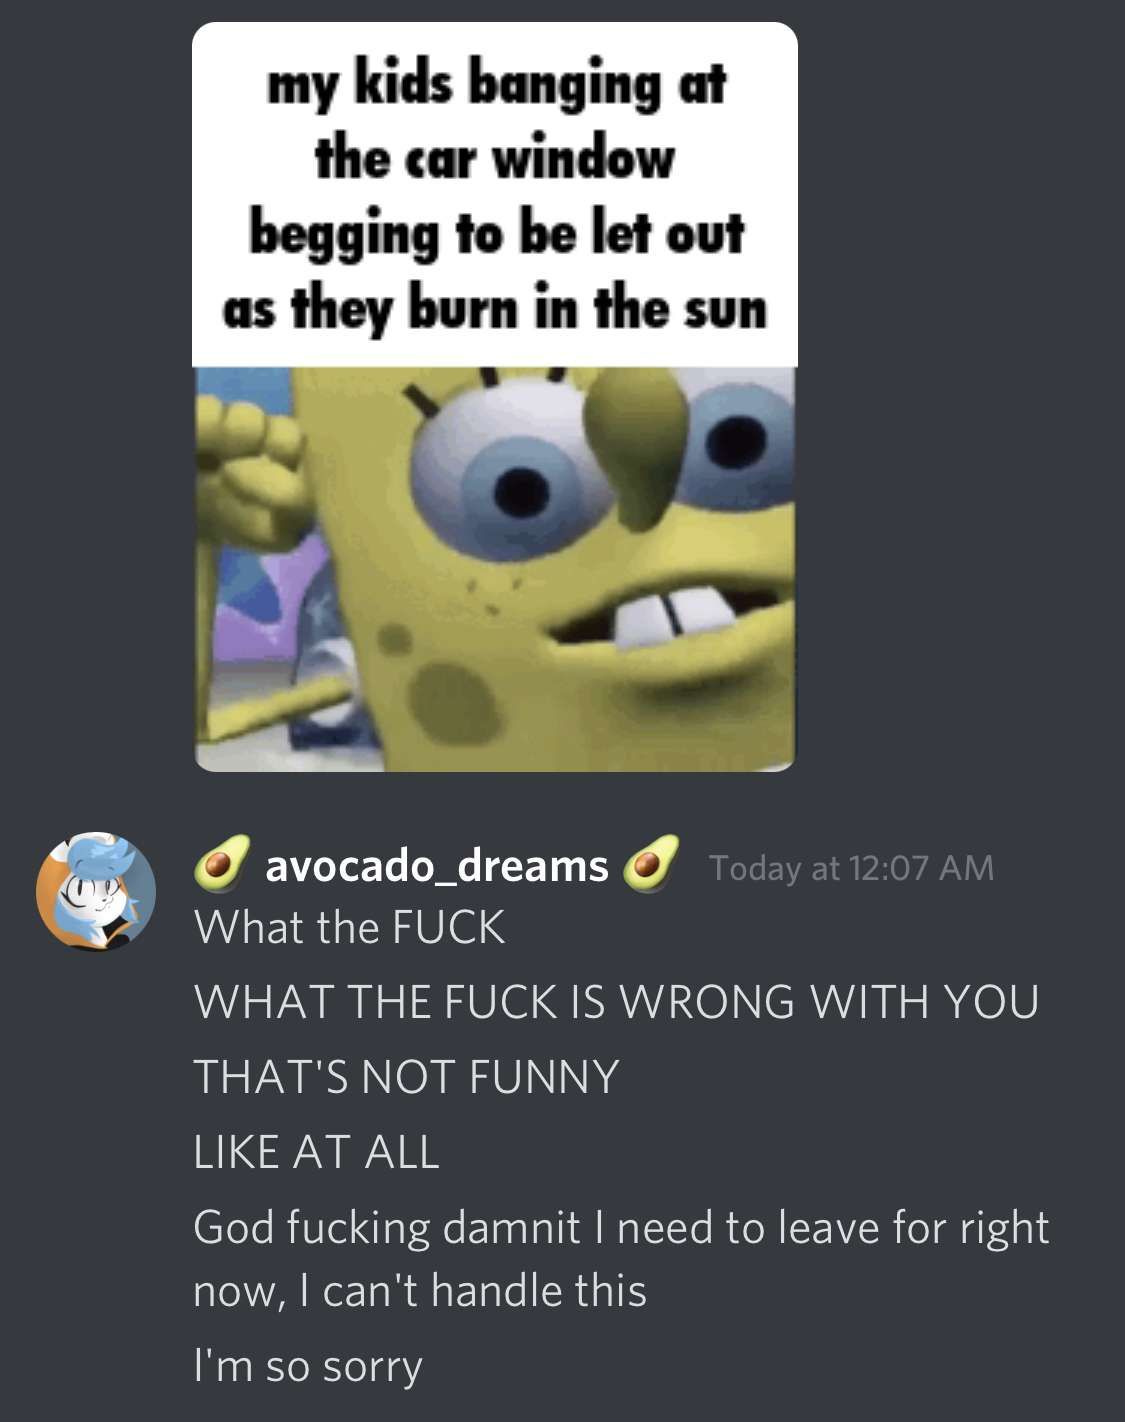 my kids banging at
the car window
begging to be let out
as they burn in the sun
🥑 avocado_dreams 🥑 Today at 12:07 AM
What the FUCK
WHAT THE FUCK IS WRONG WITH YOU
THAT'S NOT FUNNY
LIKE AT ALL
God fucking damnit I need to leave for right
now, I can't handle this
I'm so sorry